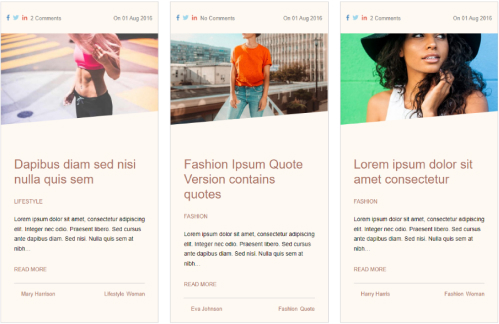 2 Comments
On 01 Aug 2016
Dapibus diam sed nisi
nulla quis sem
LIFESTYLE
Lorem ipsum dolor sit amet, consectetur adipiscing
elit. Integer nec odio. Praesent libero. Sed cursus
ante dapibus diam. Sed nisi. Nulla quis sem at
nibh...
READ MORE
Mary Harrison
Lifestyle Woman
No Comments
On 01 Aug 2016
Fashion Ipsum Quote
Version contains
quotes
FASHION
Lorem ipsum dolor sit amet, consectetur adipiscing
elit. Integer nec odio. Praesent libero. Sed cursus
ante dapibus diam. Sed nisi. Nulla quis sem at
nibh...
READ MORE
Eva Johnson
Fashion Quote
2 Comments
On 01 Aug 2016
Lorem ipsum dolor sit
amet consectetur
FASHION
Lorem ipsum dolor sit amet, consectetur adipiscing
elit. Integer nec odio. Praesent libero. Sed cursus
ante dapibus diam. Sed nisi. Nulla quis sem at
nibh...
READ MORE
Harry Harris
Fashion Woman